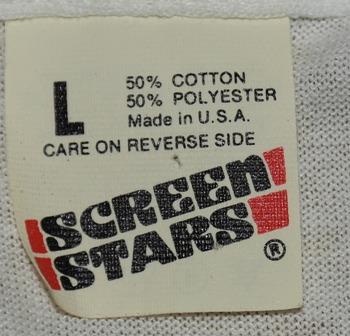 L
50% COTTON
50% POLYESTER
Made in U.S.A.
CARE ON REVERSE SIDE
SCREEN
STARS
®